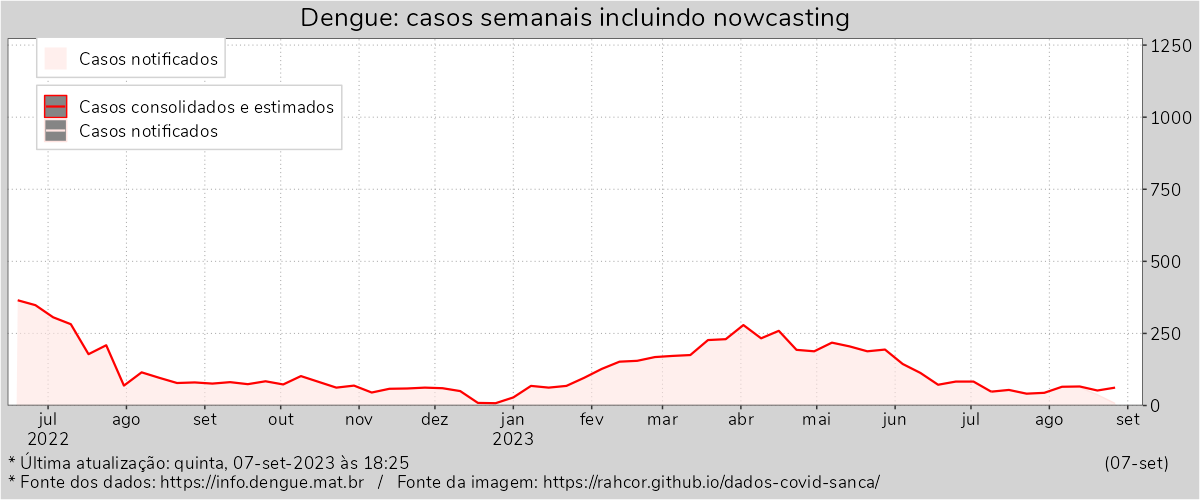 Dengue: casos semanais incluindo nowcasting
Casos notificados
Casos consolidados e estimados
Casos notificados
1250
1000
750
500
250
0
jul ago set out nov dez jan fev mar abr mai jun jul ago set
2022 2023
* Última atualização: quinta, 07-set-2023 às 18:25 (07-set)
* Fonte dos dados: https://info.dengue.mat.br / Fonte da imagem: https://rahcor.github.io/dados-covid-sanca/